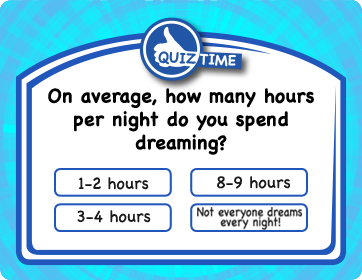 QUIZ TIME
On average, how many hours
per night do you spend
dreaming?
1-2 hours
8-9 hours
3-4 hours
Not everyone dreams
every night!